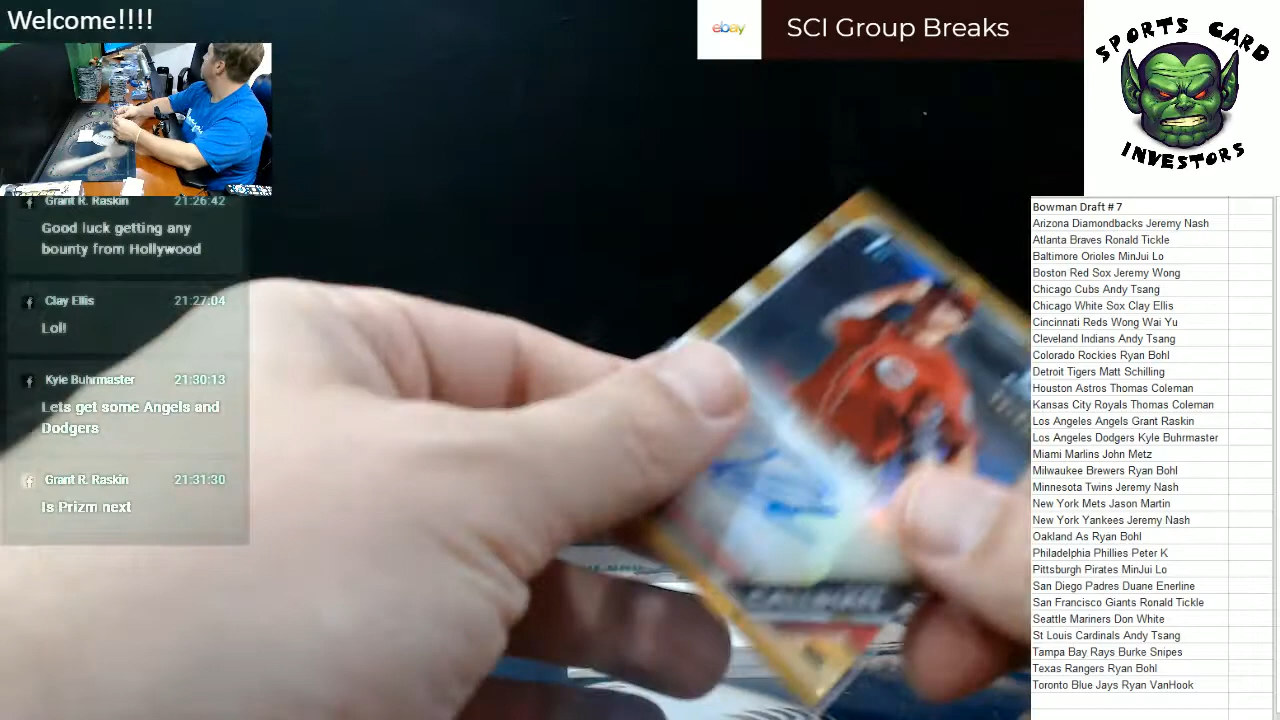 Welcome!!!!
ebay
SCI Group Breaks
SPORTS CARD
INVESTORS
Grant R. Raskin 21:26:42
Good luck getting any
bounty from Hollywood
Clay Ellis 21:27:04
Lol!
Kyle Buhrmaster 21:30:13
Lets get some Angels and
Dodgers
Grant R. Raskin 21:31:30
Is Prizm next
Bowman Draft # 7
Arizona Diamondbacks Jeremy Nash
Atlanta Braves Ronald Tickle
Baltimore Orioles MinJui Lo
Boston Red Sox Jeremy Wong
Chicago Cubs Andy Tsang
Chicago White Sox Clay Ellis
Cincinnati Reds Wong Wai Yu
Cleveland Indians Andy Tsang
Colorado Rockies Ryan Bohl
Detroit Tigers Matt Schilling
Houston Astros Thomas Coleman
Kansas City Royals Thomas Coleman
Los Angeles Angels Grant Raskin
Los Angeles Dodgers Kyle Buhrmaster
Miami Marlins John Metz
Milwaukee Brewers Ryan Bohl
Minnesota Twins Jeremy Nash
New York Mets Jason Martin
New York Yankees Jeremy Nash
Oakland As Ryan Bohl
Philadelphia Phillies Peter K
Pittsburgh Pirates MinJui Lo
San Diego Padres Duane Enerline
San Francisco Giants Ronald Tickle
Seattle Mariners Don White
St Louis Cardinals Andy Tsang
Tampa Bay Rays Burke Snipes
Texas Rangers Ryan Bohl
Toronto Blue Jays Ryan VanHook